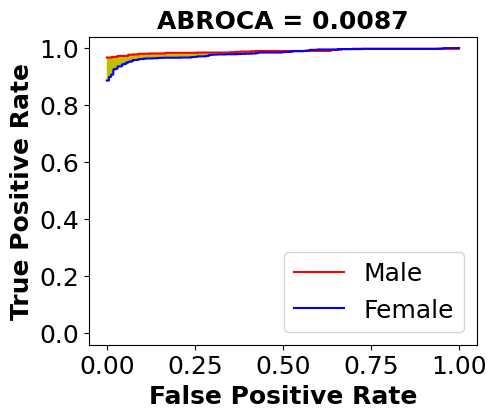 ABROCA = 0.0087
True Positive Rate
1.0
0.8
0.6
0.4
0.2
0.0
Male
Female
0.00 0.25 0.50 0.75 1.00
False Positive Rate